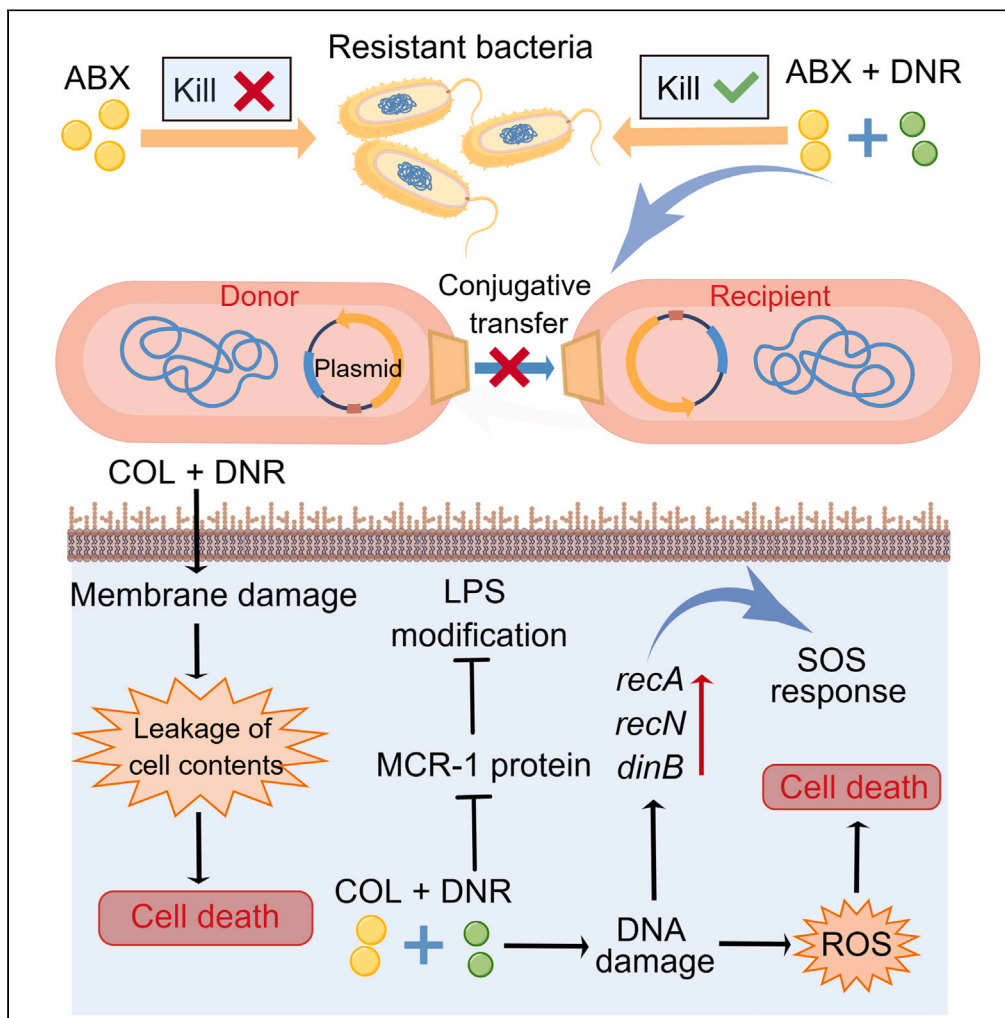 Resistant bacteria
ABX
Kill
Kill
ABX + DNR
Donor
Plasmid
Conjugative
transfer
Recipient
COL + DNR
Membrane damage
Leakage of
cell contents
Cell death
LPS
modification
MCR-1 protein
COL + DNR
recA
recN
dinB
SOS
response
DNA
damage
ROS
Cell death